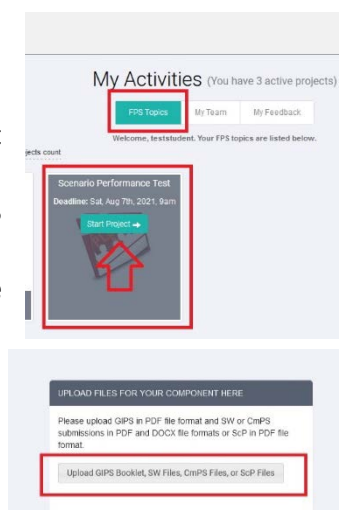 My Activities (You have 3 active projects)
FPS Topics My Team My Feedback
Welcome, teststudent. Your FPS topics are listed below.
jects count
Scenario Performance Test
Deadline: Sat, Aug 7th, 2021, 9am
Start Project →
UPLOAD FILES FOR YOUR COMPONENT HERE
Please upload GIPS in PDF file format and SW or CmPS
submissions in PDF and DOCX file formats or ScP in PDF file
format.
Upload GIPS Booklet, SW Files, CmPS Files, or ScP Files